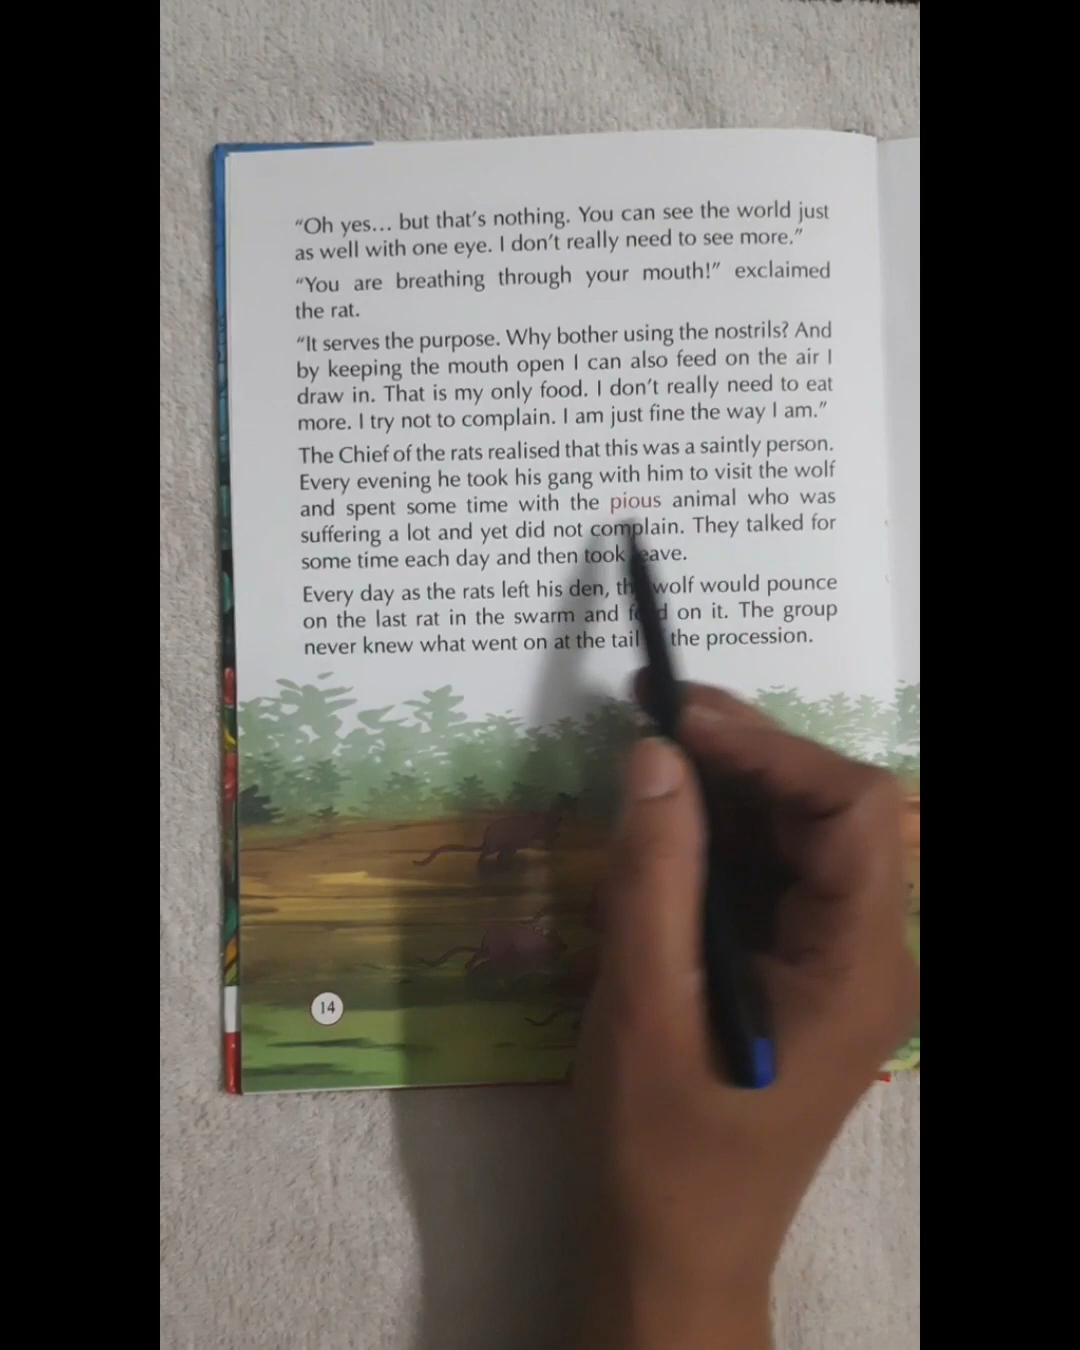 “Oh yes... but that’s nothing. You can see the world just
as well with one eye. I don’t really need to see more.”
“You are breathing through your mouth!” exclaimed
the rat.
“It serves the purpose. Why bother using the nostrils? And
by keeping the mouth open I can also feed on the air I
draw in. That is my only food. I don’t really need to eat
more. I try not to complain. I am just fine the way I am.”
The Chief of the rats realised that this was a saintly person.
Every evening he took his gang with him to visit the wolf
and spent some time with the pious animal who was
suffering a lot and yet did not complain. They talked for
some time each day and then took leave.
Every day as the rats left his den, the wolf would pounce
on the last rat in the swarm and feed on it. The group
never knew what went on at the tail the procession.
14